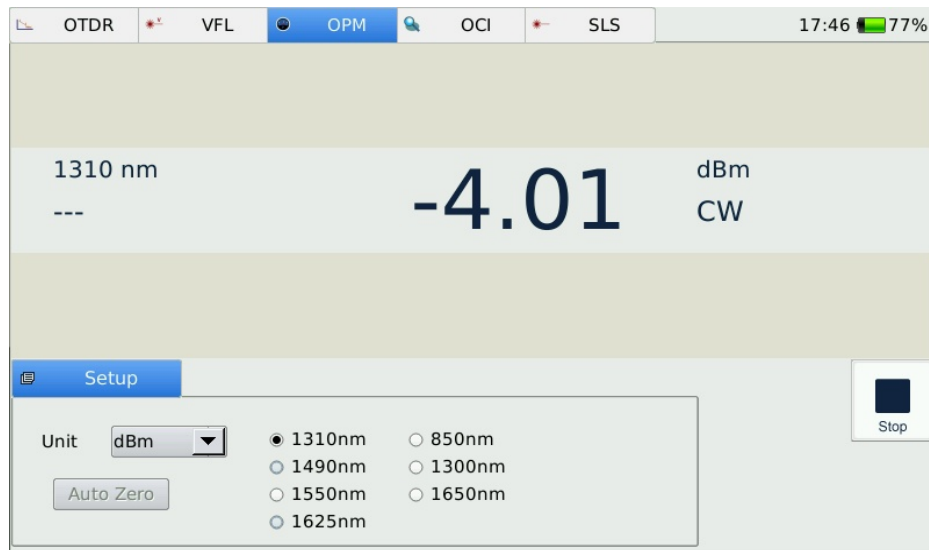 OTDR VFL OPM OCI SLS 17:46 77%
1310 nm -4.01 dBm
--- CW
Setup
Stop
Unit dBm 1310nm 850nm
1490nm 1300nm
Auto Zero 1550nm 1650nm
1625nm